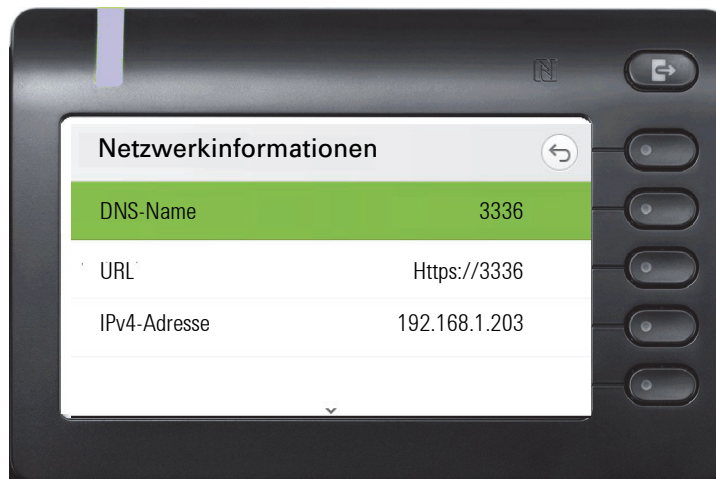 Netzwerkinformationen
DNS-Name 3336
URL Https://3336
IPv4-Adresse 192.168.1.203